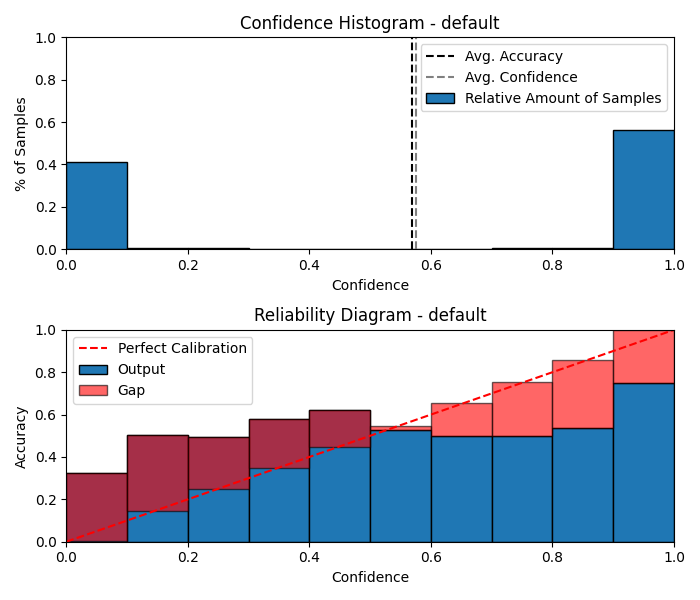 Confidence Histogram - default
1.0
0.8
0.6
0.4
0.2
0.0
% of Samples
Avg. Accuracy
Avg. Confidence
Relative Amount of Samples
0.0 0.2 0.4 0.6 0.8 1.0
Confidence
Reliability Diagram - default
1.0
0.8
0.6
0.4
0.2
0.0
Accuracy
Perfect Calibration
Output
Gap
0.0 0.2 0.4 0.6 0.8 1.0
Confidence